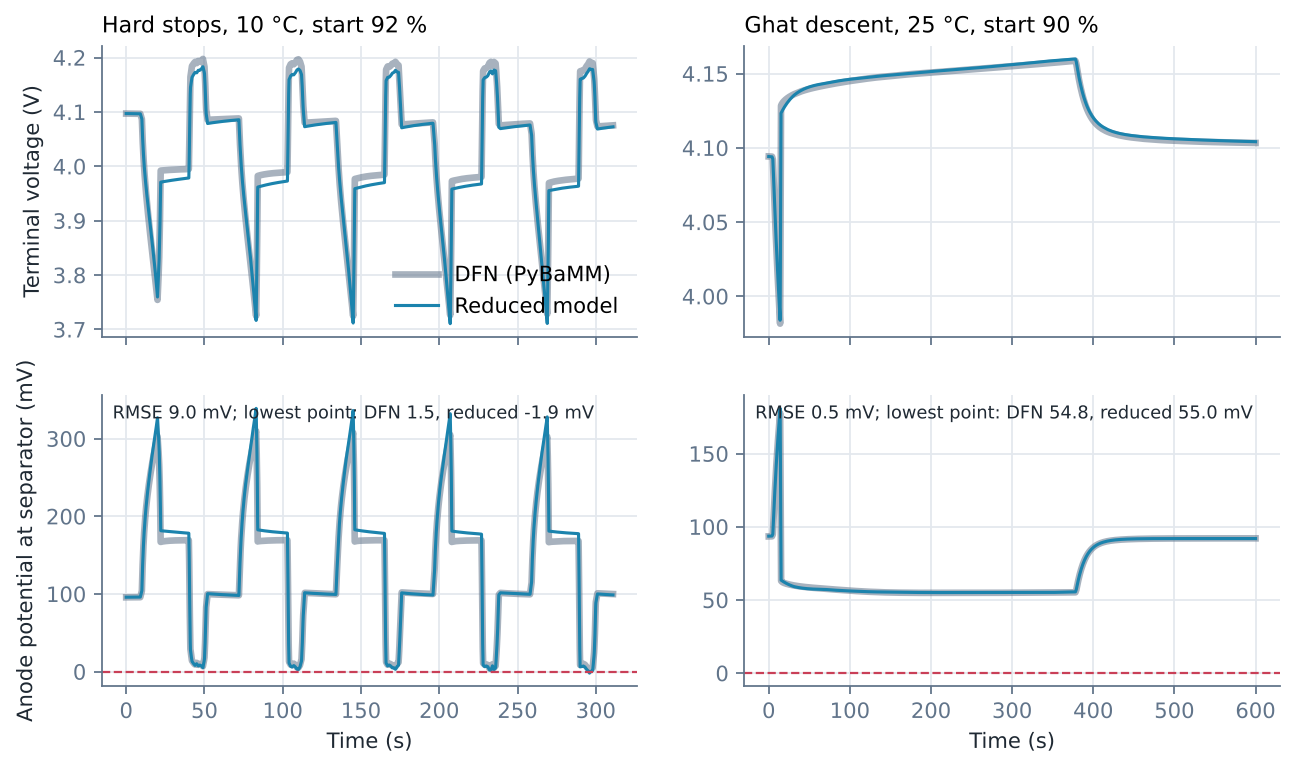 Hard stops, 10 °C, start 92 %
Ghat descent, 25 °C, start 90 %
Terminal voltage (V)
4.2
4.1
4.0
3.9
3.8
3.7
DFN (PyBaMM)
Reduced model
4.15
4.10
4.05
4.00
Anode potential at separator (mV)
RMSE 9.0 mV; lowest point: DFN 1.5, reduced -1.9 mV
300
200
100
0
0 50 100 150 200 250 300
Time (s)
RMSE 0.5 mV; lowest point: DFN 54.8, reduced 55.0 mV
150
100
50
0
0 100 200 300 400 500 600
Time (s)